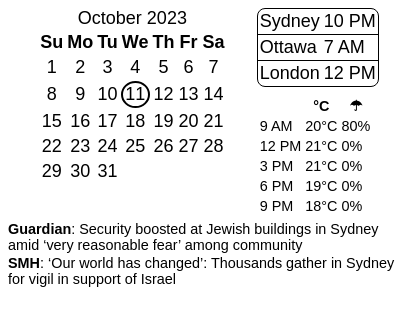 October 2023
Su Mo Tu We Th Fr Sa
1 2 3 4 5 6 7
8 9 10 11 12 13 14
15 16 17 18 19 20 21
22 23 24 25 26 27 28
29 30 31
Sydney 10 PM
Ottawa 7 AM
London 12 PM
°C ☂
9 AM 20°C 80%
12 PM 21°C 0%
3 PM 21°C 0%
6 PM 19°C 0%
9 PM 18°C 0%
Guardian: Security boosted at Jewish buildings in Sydney
amid ‘very reasonable fear’ among community
SMH: ‘Our world has changed’: Thousands gather in Sydney
for vigil in support of Israel